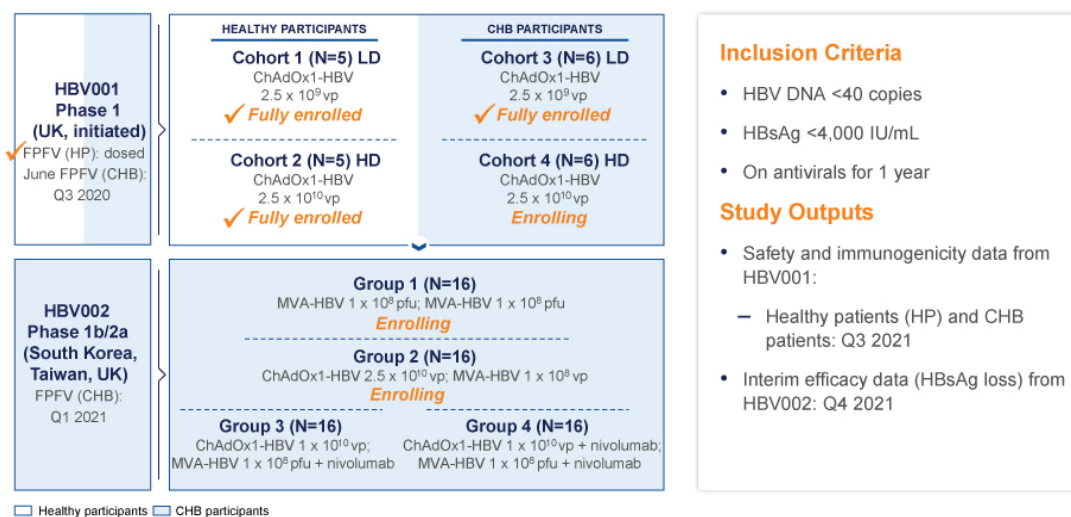 HBV001
Phase 1
(UK, initiated)
✓ FPFV (HP): dosed
June FPFV (CHB):
Q3 2020
HEALTHY PARTICIPANTS
Cohort 1 (N=5) LD
ChAdOx1-HBV
2.5 x 10⁹ vp
✓ Fully enrolled
Cohort 2 (N=5) HD
ChAdOx1-HBV
2.5 x 10¹⁰ vp
✓ Fully enrolled
CHB PARTICIPANTS
Cohort 3 (N=6) LD
ChAdOx1-HBV
2.5 x 10⁹ vp
✓ Fully enrolled
Cohort 4 (N=6) HD
ChAdOx1-HBV
2.5 x 10¹⁰ vp
Enrolling
HBV002
Phase 1b/2a
(South Korea,
Taiwan, UK)
FPFV (CHB):
Q1 2021
Group 1 (N=16)
MVA-HBV 1 x 10⁸ pfu; MVA-HBV 1 x 10⁸ pfu
Enrolling
Group 2 (N=16)
ChAdOx1-HBV 2.5 x 10¹⁰ vp; MVA-HBV 1 x 10⁸ vp
Enrolling
Group 3 (N=16)
ChAdOx1-HBV 1 x 10¹⁰ vp;
MVA-HBV 1 x 10⁸ pfu + nivolumab
Group 4 (N=16)
ChAdOx1-HBV 1 x 10¹⁰ vp + nivolumab;
MVA-HBV 1 x 10⁸ pfu + nivolumab
Healthy participants
CHB participants
Inclusion Criteria
• HBV DNA <40 copies
• HBsAg <4,000 IU/mL
• On antivirals for 1 year
Study Outputs
• Safety and immunogenicity data from
HBV001:
– Healthy patients (HP) and CHB
patients: Q3 2021
• Interim efficacy data (HBsAg loss) from
HBV002: Q4 2021